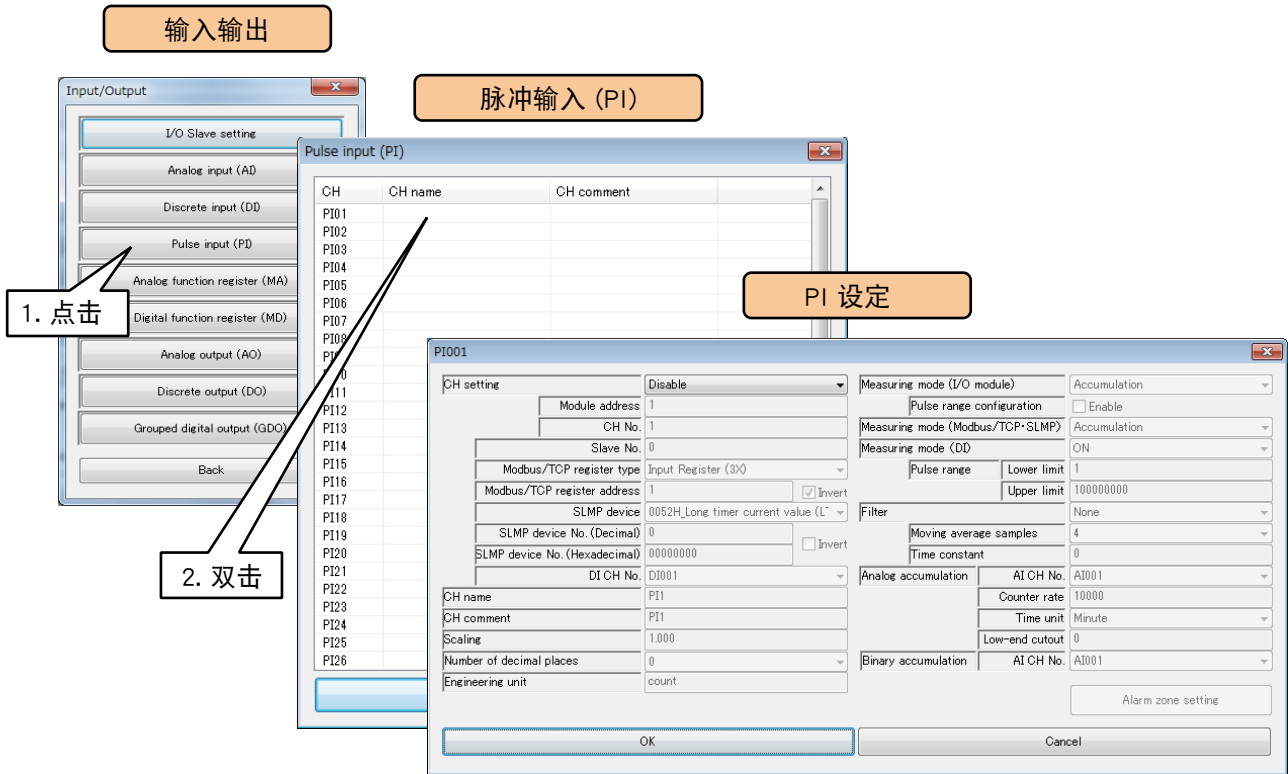 输入输出
Input/Output
I/O Slave setting
Analog input (AI)
Discrete input (DI)
Pulse input (PI)
Analog function register (MA)
Digital function register (MD)
Analog output (AO)
Discrete output (DO)
Grouped digital output (GDO)
Back
1. 点击
脉冲输入 (PI)
Pulse input (PI)
CH CH name CH comment
PI01
PI02
PI03
PI04
PI05
PI06
PI07
PI08
PI11
PI12
PI13
PI14
PI15
PI16
PI17
PI18
PI19
PI20
PI21
PI22
PI23
PI24
PI25
PI26
2. 双击
PI 设定
PI001
CH setting Disable
Module address 1
CH No. 1
Slave No. 0
Modbus/TCP register type Input Register (3X)
Modbus/TCP register address 1 Invert
SLMP device 0052H_Long timer current value (L
SLMP device No. (Decimal) 0
Invert
SLMP device No. (Hexadecimal) 00000000
DI CH No. DI001
CH name PI1
CH comment PI1
Scaling 1.000
Number of decimal places 0
Engineering unit count
Measuring mode (I/O module) Accumulation
Pulse range configuration Enable
Measuring mode (Modbus/TCP・SLMP) Accumulation
Measuring mode (DI) ON
Pulse range Lower limit 1
Upper limit 100000000
Filter None
Moving average samples 4
Time constant 0
Analog accumulation AI CH No. AI001
Counter rate 10000
Time unit Minute
Low-end cutout 0
Binary accumulation AI CH No. AI001
Alarm zone setting
OK Cancel